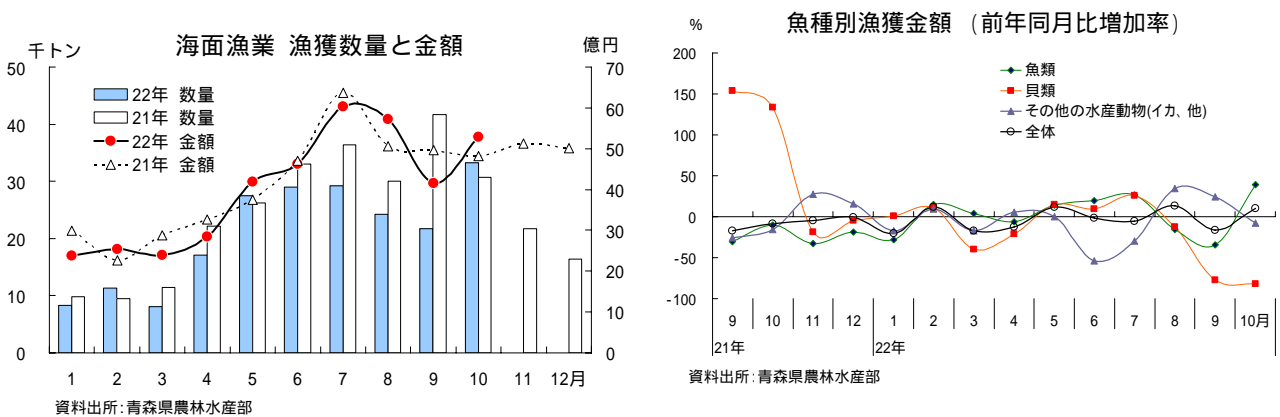 海面漁業 漁獲数量と金額
千トン
億円
50
40
30
20
10
0
70
60
50
40
30
20
10
0
22年 数量
21年 数量
22年 金額
21年 金額
1 2 3 4 5 6 7 8 9 10 11 12月
資料出所:青森県農林水産部
魚種別漁獲金額 (前年同月比増加率)
%
200
150
100
50
0
-50
-100
魚類
貝類
その他の水産動物(イカ、他)
全体
9 10 11 12 1 2 3 4 5 6 7 8 9 10月
21年 22年
資料出所:青森県農林水産部